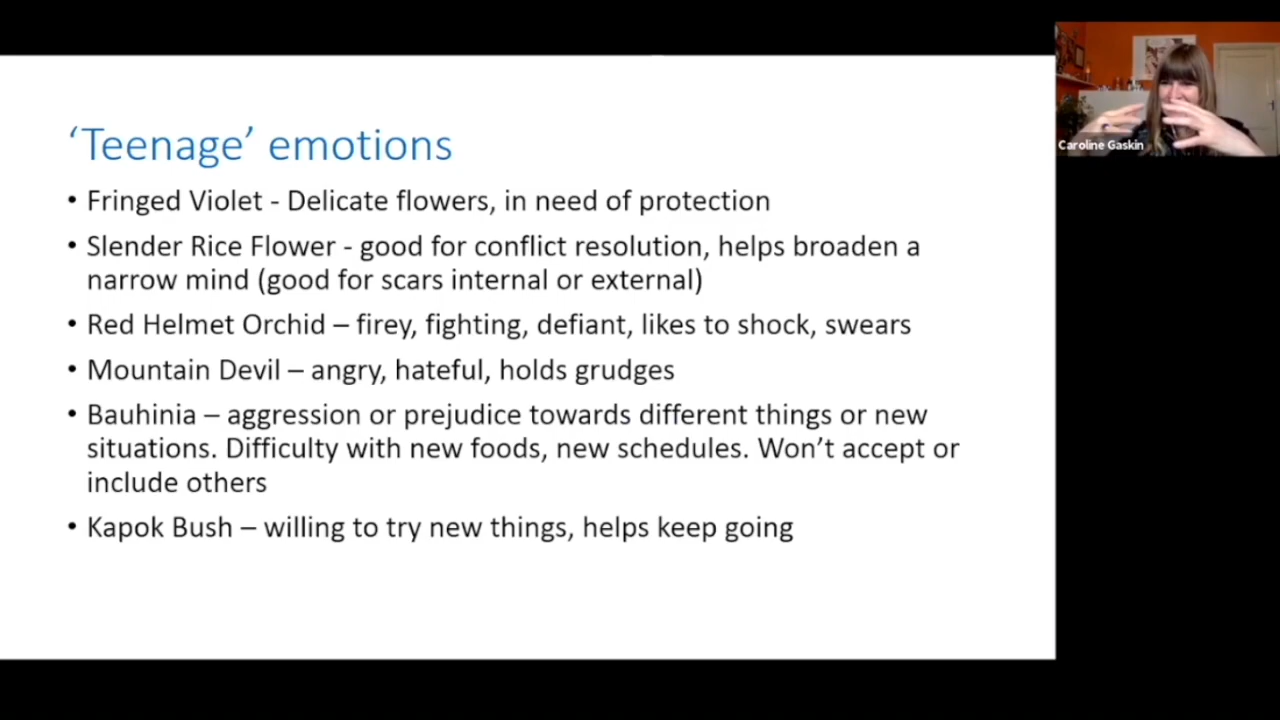 ‘Teenage’ emotions
• Fringed Violet - Delicate flowers, in need of protection
• Slender Rice Flower - good for conflict resolution, helps broaden a
narrow mind (good for scars internal or external)
• Red Helmet Orchid – firey, fighting, defiant, likes to shock, swears
• Mountain Devil – angry, hateful, holds grudges
• Bauhinia – aggression or prejudice towards different things or new
situations. Difficulty with new foods, new schedules. Won’t accept or
include others
• Kapok Bush – willing to try new things, helps keep going
Caroline Gaskin